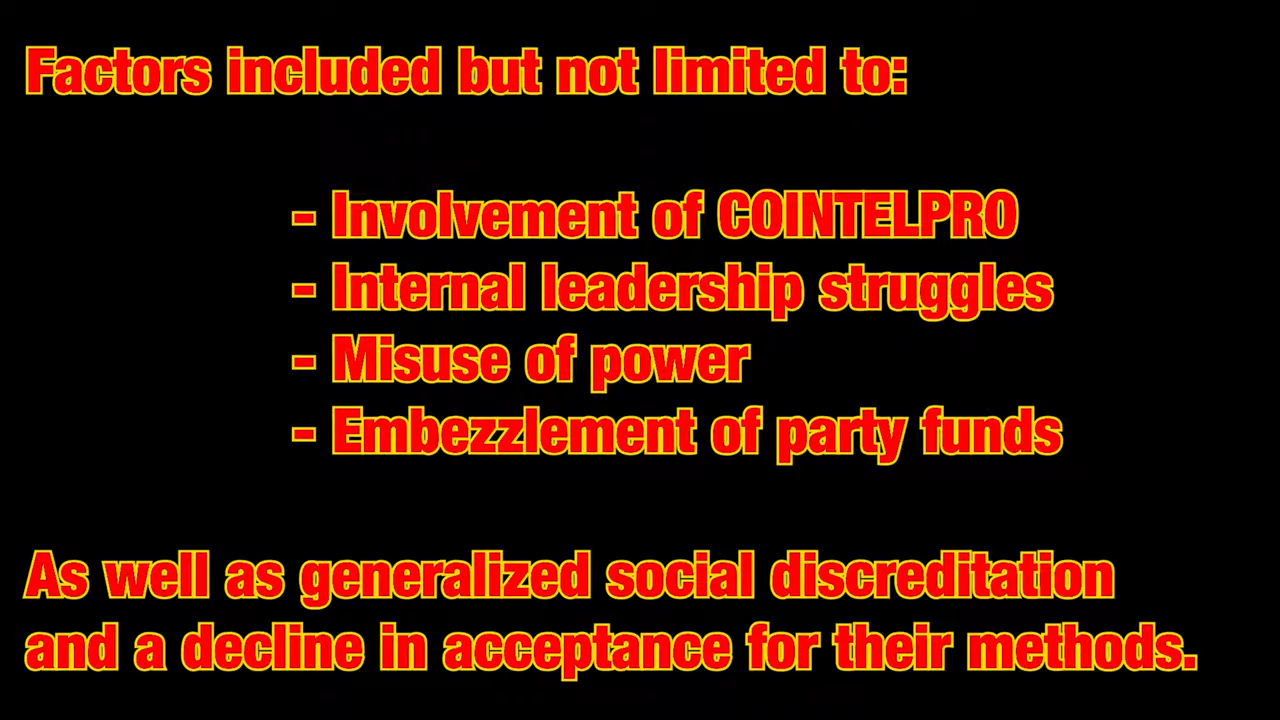 Factors included but not limited to:
- Involvement of COINTELPRO
- Internal leadership struggles
- Misuse of power
- Embezzlement of party funds
As well as generalized social discreditation
and a decline in acceptance for their methods.